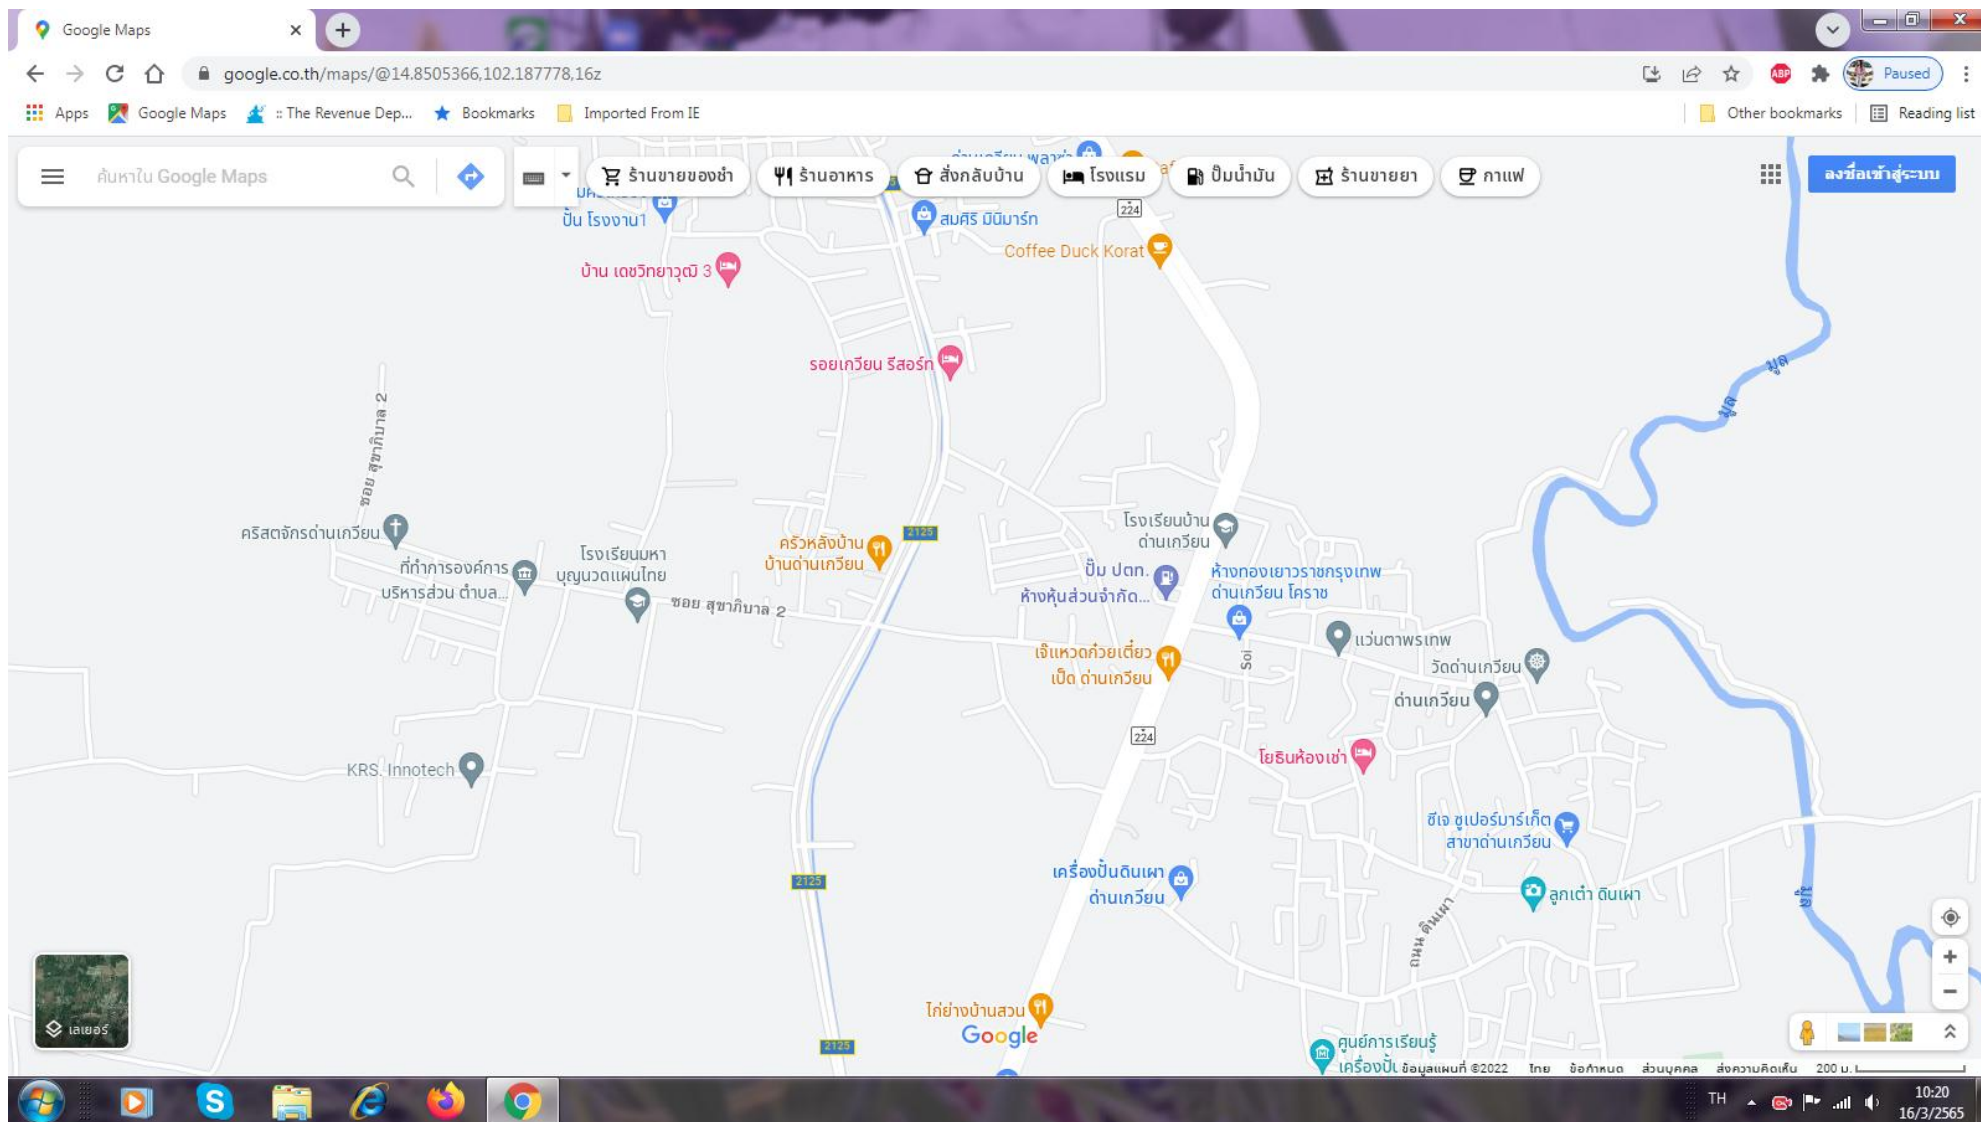 Google Maps
google.co.th/maps/@14.8505366,102.187778,16z
ABP
Paused
Apps
Google Maps
:: The Revenue Dep...
Bookmarks
Imported From IE
Other bookmarks
Reading list
ค้นหาใน Google Maps
ร้านขายของชำ
ร้านอาหาร
สั่งกลับบ้าน
โรงแรม
ปั๊มน้ำมัน
ร้านขายยา
กาแฟ
ลงชื่อเข้าสู่ระบบ
ปั้น โรงงาน1
สมศิริ มินิมาร์ท
224
Coffee Duck Korat
บ้าน เดชวิทยาวุฒิ 3
รอยเกวียน รีสอร์ท
มูล
มูล
ซอย สุขาภิบาล 2
คริสตจักรด่านเกวียน
ที่ทำการองค์การ
บริหารส่วน ตำบล...
โรงเรียนมหา
บุญนวดแผนไทย
ซอย สุขาภิบาล 2
ครัวหลังบ้าน
บ้านด่านเกวียน
2125
โรงเรียนบ้าน
ด่านเกวียน
ปั๊ม ปตท.
ห้างหุ้นส่วนจำกัด...
ห้างทองเยาวราชกรุงเทพ
ด่านเกวียน โคราช
เจ๊แหวดก๋วยเตี๋ยว
เป็ด ด่านเกวียน
Soi
แว่นตาพรเทพ
วัดด่านเกวียน
ด่านเกวียน
224
โยธินห้องเช่า
KRS. Innotech
ซีเจ ซูเปอร์มาร์เก็ต
สาขาด่านเกวียน
2125
เครื่องปั้นดินเผา
ด่านเกวียน
ลูกเต๋า ดินเผา
มูล
ถนน ดินเผา
เลเยอร์
ไก่ย่างบ้านสวน
Google
2125
ศูนย์การเรียนรู้
ข้อมูลแผนที่ ©2022
ไทย
ข้อกำหนด
ส่วนบุคคล
ส่งความคิดเห็น
200 ม.
TH
10:20
16/3/2565